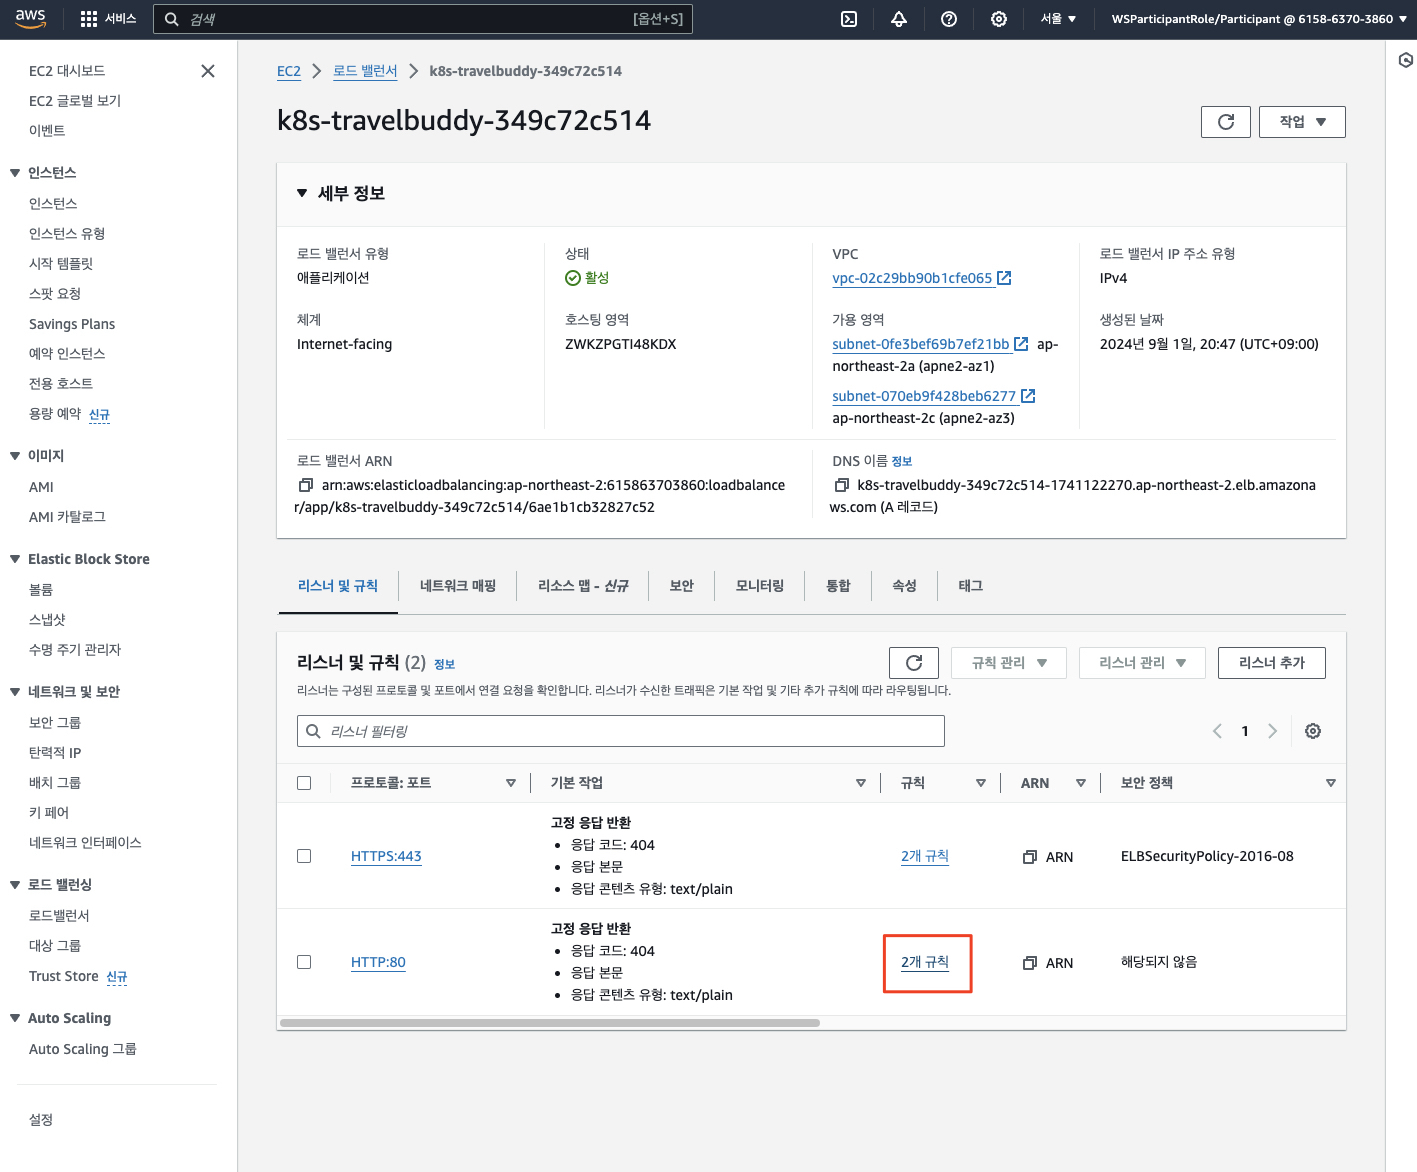 aws
서비스
검색
[옵션+S]
서울 ▼
WSParticipantRole/Participant @ 6158-6370-3860 ▼
EC2 대시보드
EC2 글로벌 보기
이벤트
인스턴스
인스턴스
인스턴스 유형
시작 템플릿
스팟 요청
Savings Plans
예약 인스턴스
전용 호스트
용량 예약 신규
이미지
AMI
AMI 카탈로그
Elastic Block Store
볼륨
스냅샷
수명 주기 관리자
네트워크 및 보안
보안 그룹
탄력적 IP
배치 그룹
키 페어
네트워크 인터페이스
로드 밸런싱
로드밸런서
대상 그룹
Trust Store 신규
Auto Scaling
Auto Scaling 그룹
설정
EC2 > 로드 밸런서 > k8s-travelbuddy-349c72c514
k8s-travelbuddy-349c72c514
작업 ▼
세부 정보
로드 밸런서 유형
애플리케이션
상태
활성
VPC
vpc-02c29bb90b1cfe065
로드 밸런서 IP 주소 유형
IPv4
체계
Internet-facing
호스팅 영역
ZWKZPGTI48KDX
가용 영역
subnet-0fe3bef69b7ef21bb ap-
northeast-2a (apne2-az1)
subnet-070eb9f428beb6277
ap-northeast-2c (apne2-az3)
생성된 날짜
2024년 9월 1일, 20:47 (UTC+09:00)
로드 밸런서 ARN
arn:aws:elasticloadbalancing:ap-northeast-2:615863703860:loadbalance
r/app/k8s-travelbuddy-349c72c514/6ae1b1cb32827c52
DNS 이름 정보
k8s-travelbuddy-349c72c514-1741122270.ap-northeast-2.elb.amazona
ws.com (A 레코드)
리스너 및 규칙
네트워크 매핑
리소스 맵 - 신규
보안
모니터링
통합
속성
태그
리스너 및 규칙 (2) 정보
규칙 관리 ▼
리스너 관리 ▼
리스너 추가
리스너는 구성된 프로토콜 및 포트에서 연결 요청을 확인합니다. 리스너가 수신한 트래픽은 기본 작업 및 기타 추가 규칙에 따라 라우팅됩니다.
리스너 필터링
1
프로토콜: 포트
기본 작업
규칙
ARN
보안 정책
HTTPS:443
고정 응답 반환
• 응답 코드: 404
• 응답 본문
• 응답 콘텐츠 유형: text/plain
2개 규칙
ARN
ELBSecurityPolicy-2016-08
HTTP:80
고정 응답 반환
• 응답 코드: 404
• 응답 본문
• 응답 콘텐츠 유형: text/plain
2개 규칙
ARN
해당되지 않음